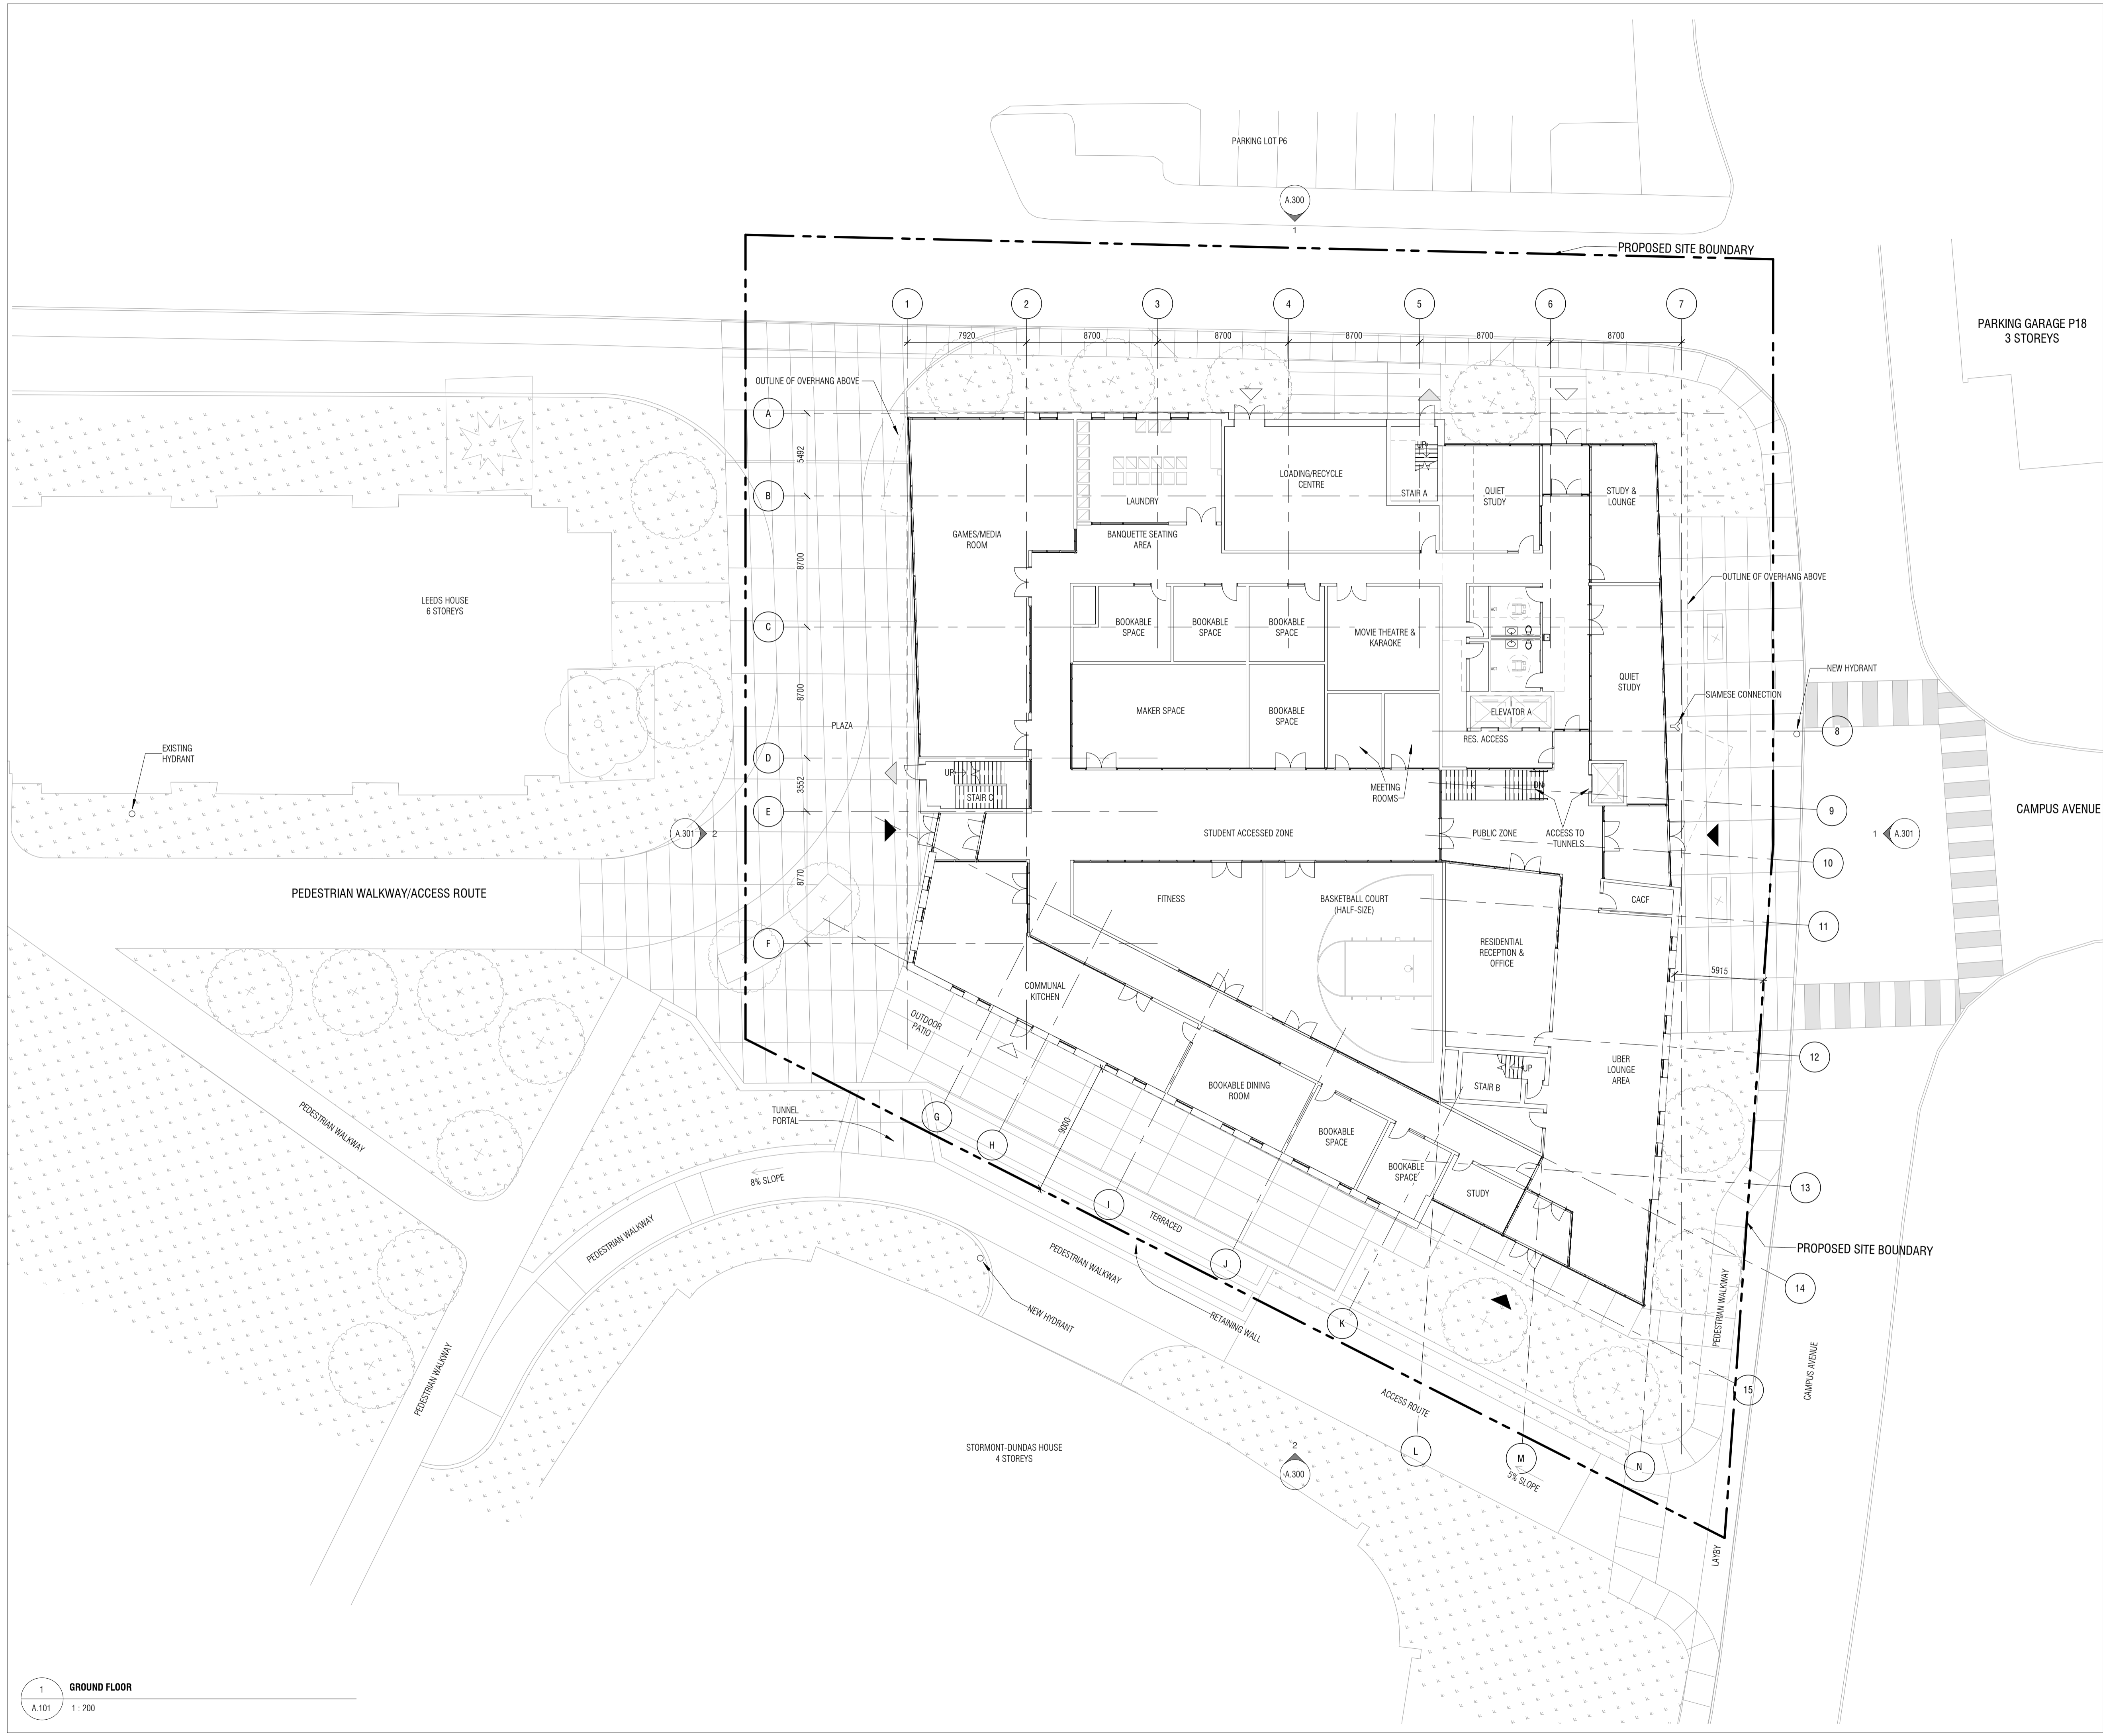 PARKING LOT P6
A.300
1
PROPOSED SITE BOUNDARY
1
2
3
4
5
6
7
PARKING GARAGE P18
3 STOREYS
7920
8700
8700
8700
8700
8700
OUTLINE OF OVERHANG ABOVE
A
5492
B
8700
C
8700
D
3552
E
8770
F
UP
LOADING/RECYCLE
CENTRE
STAIR A
QUIET
STUDY
STUDY &
LOUNGE
LAUNDRY
GAMES/MEDIA
ROOM
BANQUETTE SEATING
AREA
OUTLINE OF OVERHANG ABOVE
LEEDS HOUSE
6 STOREYS
BOOKABLE
SPACE
BOOKABLE
SPACE
BOOKABLE
SPACE
MOVIE THEATRE &
KARAOKE
NEW HYDRANT
QUIET
STUDY
SIAMESE CONNECTION
MAKER SPACE
BOOKABLE
SPACE
ELEVATOR A
PLAZA
8
RES. ACCESS
EXISTING
HYDRANT
UP
STAIR C
MEETING
ROOMS
DN
9
CAMPUS AVENUE
A.301
2
STUDENT ACCESSED ZONE
PUBLIC ZONE
ACCESS TO
TUNNELS
1
A.301
10
PEDESTRIAN WALKWAY/ACCESS ROUTE
FITNESS
BASKETBALL COURT
(HALF-SIZE)
CACF
11
RESIDENTIAL
RECEPTION &
OFFICE
5915
COMMUNAL
KITCHEN
OUTDOOR
PATIO
12
UBER
LOUNGE
AREA
UP
STAIR B
BOOKABLE DINING
ROOM
TUNNEL
PORTAL
G
H
9000
PEDESTRIAN WALKWAY
BOOKABLE
SPACE
BOOKABLE
SPACE
8% SLOPE
STUDY
13
I
TERRACED
PEDESTRIAN WALKWAY
PEDESTRIAN WALKWAY
PROPOSED SITE BOUNDARY
J
14
NEW HYDRANT
RETAINING WALL
K
PEDESTRIAN WALKWAY
PEDESTRIAN WALKWAY
CAMPUS AVENUE
15
ACCESS ROUTE
STORMONT-DUNDAS HOUSE
4 STOREYS
2
A.300
L
M
N
5% SLOPE
LAYBY
1
GROUND FLOOR
A.101
1 : 200